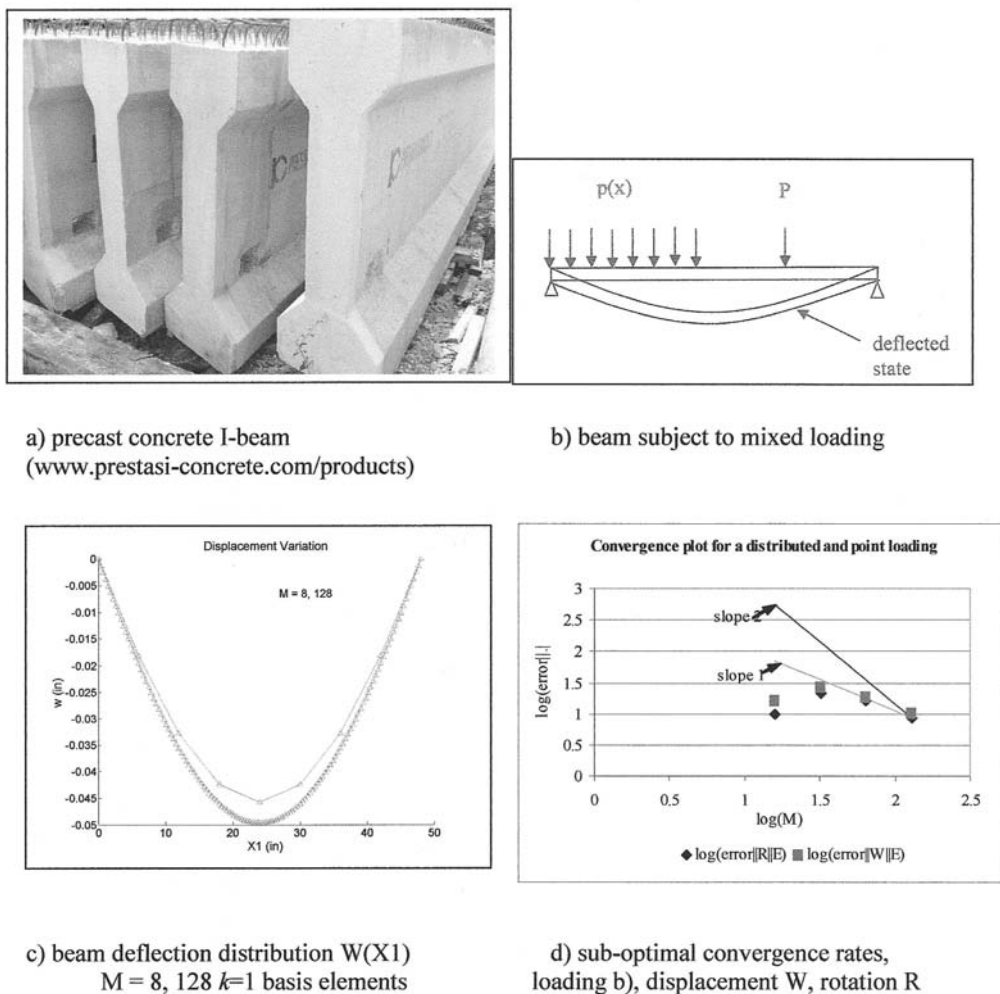 p(x)
P
deflected
state
a) precast concrete I-beam
(www.prestasi-concrete.com/products)
b) beam subject to mixed loading
Displacement Variation
M = 8, 128
0
-0.005
-0.01
-0.015
-0.02
-0.025
-0.03
-0.035
-0.04
-0.045
-0.05
w (in)
0
10
20
30
40
50
X1 (in)
Convergence plot for a distributed and point loading
3
2.5
2
1.5
1
0.5
0
log(error||.|
slope 2
slope 1
0
0.5
1
1.5
2
2.5
log(M)
log(error||R||E)
log(error||W||E)
c) beam deflection distribution W(X1)
M = 8, 128 k=1 basis elements
d) sub-optimal convergence rates,
loading b), displacement W, rotation R